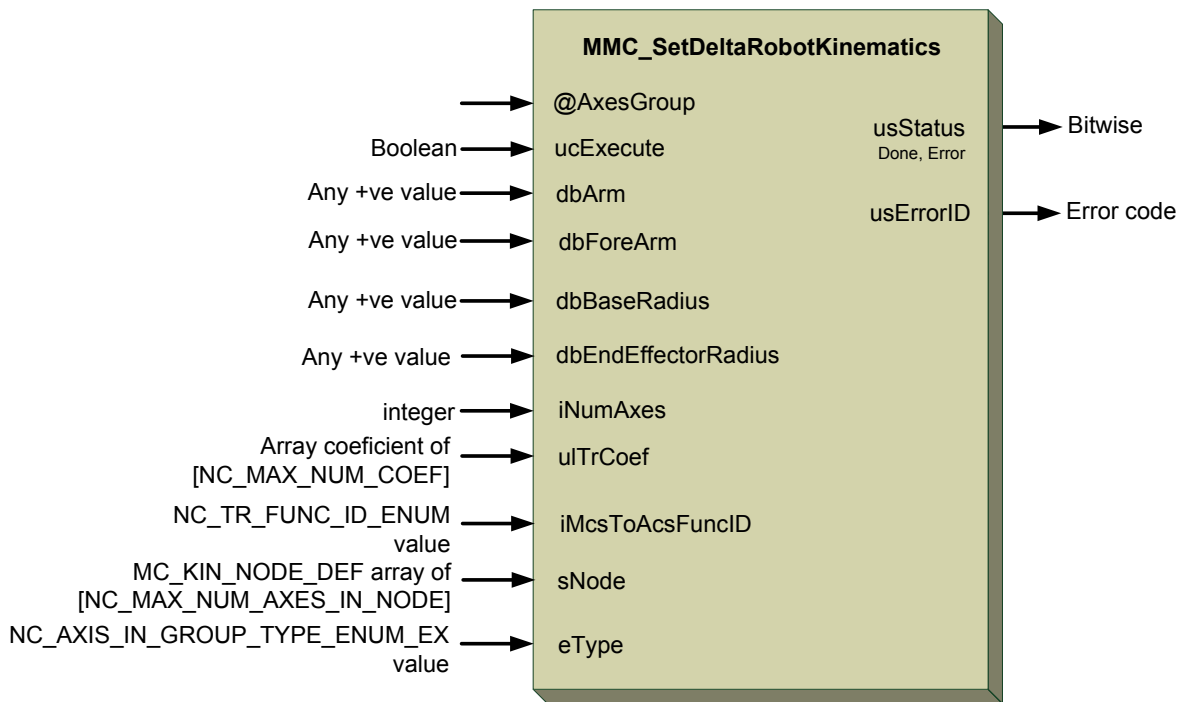 MMC_SetDeltaRobotKinematics
@AxesGroup
Boolean
ucExecute
Any +ve value
dbArm
Any +ve value
dbForeArm
Any +ve value
dbBaseRadius
Any +ve value
dbEndEffectorRadius
integer
iNumAxes
Array coeficient of
[NC_MAX_NUM_COEF]
ulTrCoef
NC_TR_FUNC_ID_ENUM
value
iMcsToAcsFuncID
MC_KIN_NODE_DEF array of
[NC_MAX_NUM_AXES_IN_NODE]
sNode
NC_AXIS_IN_GROUP_TYPE_ENUM_EX
value
eType
usStatus
Done, Error
Bitwise
usErrorID
Error code